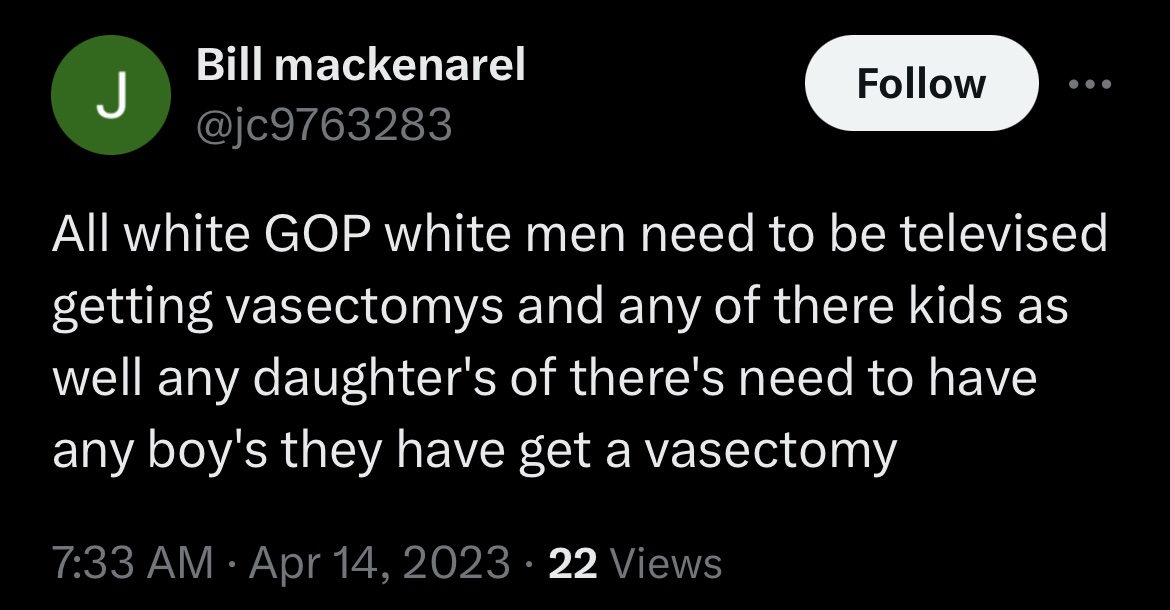 J
Bill mackenarel
Follow
@jc9763283
All white GOP white men need to be televised
getting vasectomys and any of there kids as
well any daughter's of there's need to have
any boy's they have get a vasectomy
7:33 AM · Apr 14, 2023 · 22 Views